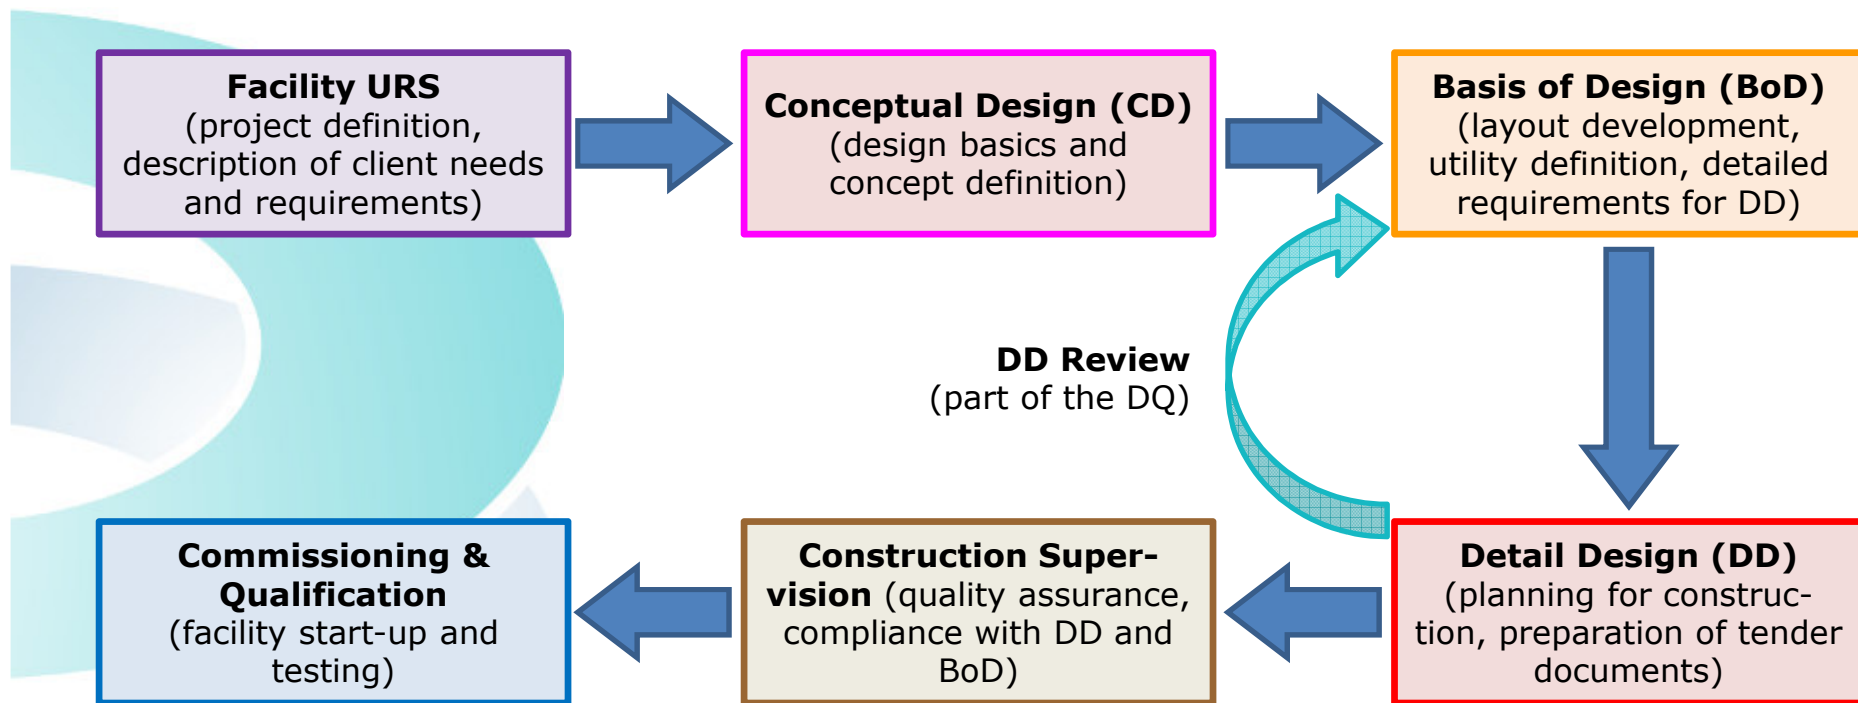 Facility URS
(project definition,
description of client needs
and requirements)
Conceptual Design (CD)
(design basics and
concept definition)
Basis of Design (BoD)
(layout development,
utility definition, detailed
requirements for DD)
DD Review
(part of the DQ)
Commissioning &
Qualification
(facility start-up and
testing)
Construction Super-
vision (quality assurance,
compliance with DD and
BoD)
Detail Design (DD)
(planning for construc-
tion, preparation of tender
documents)